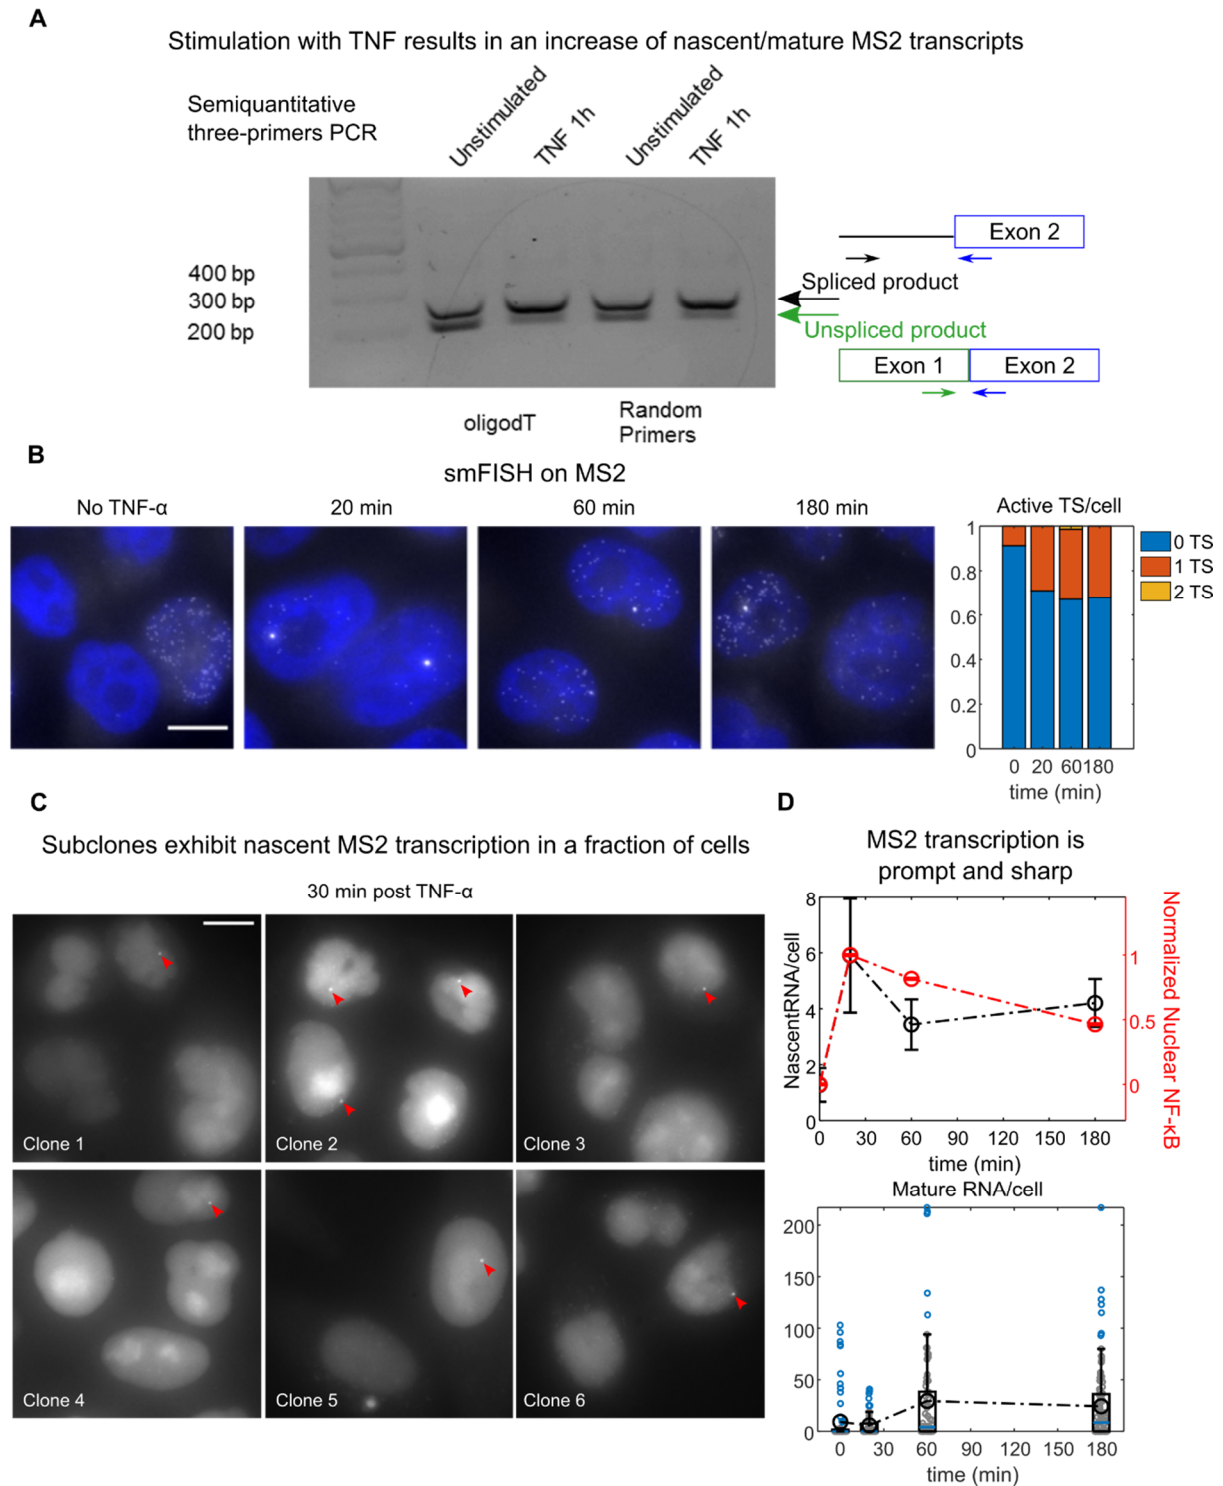 A
Stimulation with TNF results in an increase of nascent/mature MS2 transcripts
Semiquantitative
three-primers PCR
Unstimulated
TNF 1h
Unstimulated
TNF 1h
400 bp
300 bp
200 bp
Exon 2
Spliced product
Unspliced product
Exon 1
Exon 2
oligodT
Random
Primers
B
smFISH on MS2
No TNF-α
20 min
60 min
180 min
Active TS/cell
1
0.8
0.6
0.4
0.2
0
0 20 60 180
time (min)
0 TS
1 TS
2 TS
C
Subclones exhibit nascent MS2 transcription in a fraction of cells
30 min post TNF-α
Clone 1
Clone 2
Clone 3
Clone 4
Clone 5
Clone 6
D
MS2 transcription is
prompt and sharp
NascentRNA/cell
8
6
4
2
0
1
0.5
0
Normalized Nuclear NF-κB
0 30 60 90 120 150 180
time (min)
Mature RNA/cell
200
150
100
50
0
0 30 60 90 120 150 180
time (min)